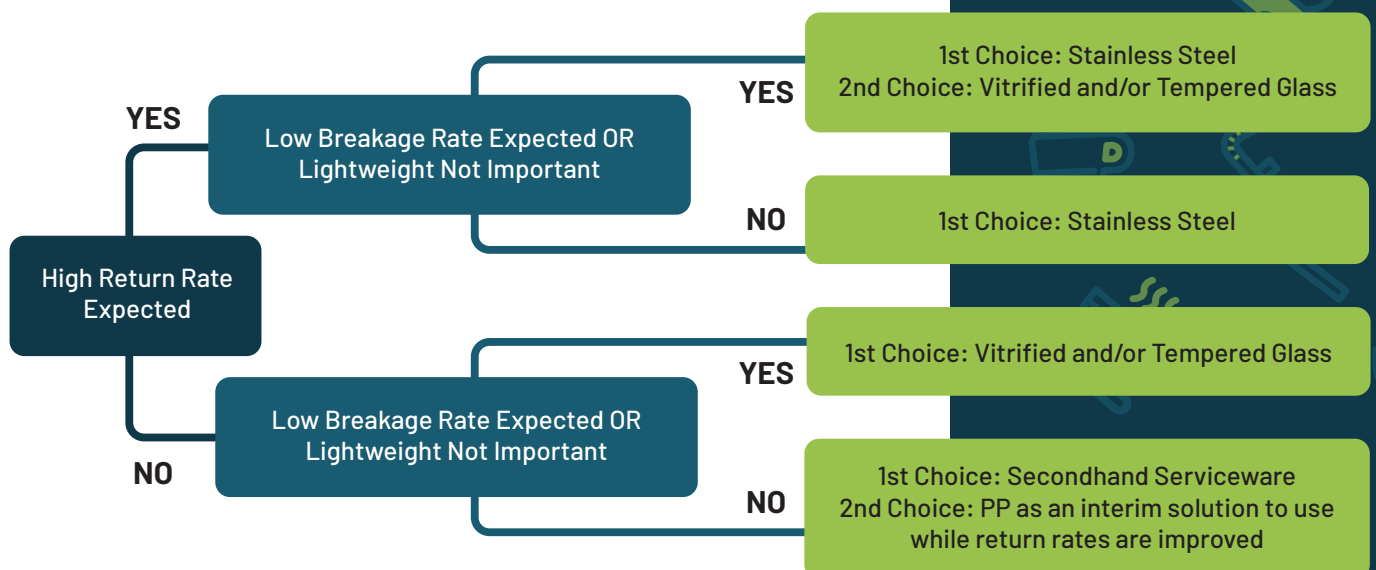 High Return Rate
Expected
YES
Low Breakage Rate Expected OR
Lightweight Not Important
YES
1st Choice: Stainless Steel
2nd Choice: Vitrified and/or Tempered Glass
NO
1st Choice: Stainless Steel
NO
Low Breakage Rate Expected OR
Lightweight Not Important
YES
1st Choice: Vitrified and/or Tempered Glass
NO
1st Choice: Secondhand Serviceware
2nd Choice: PP as an interim solution to use
while return rates are improved
D